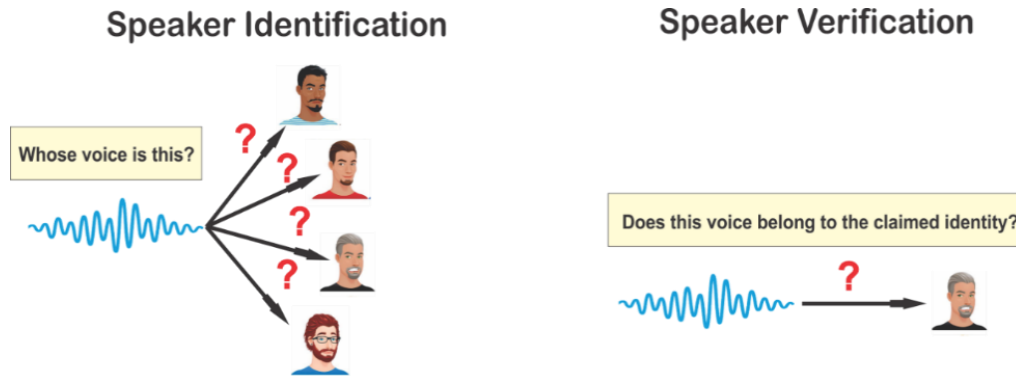 Speaker Identification
Whose voice is this?
?
?
?
?
Speaker Verification
Does this voice belong to the claimed identity?
?